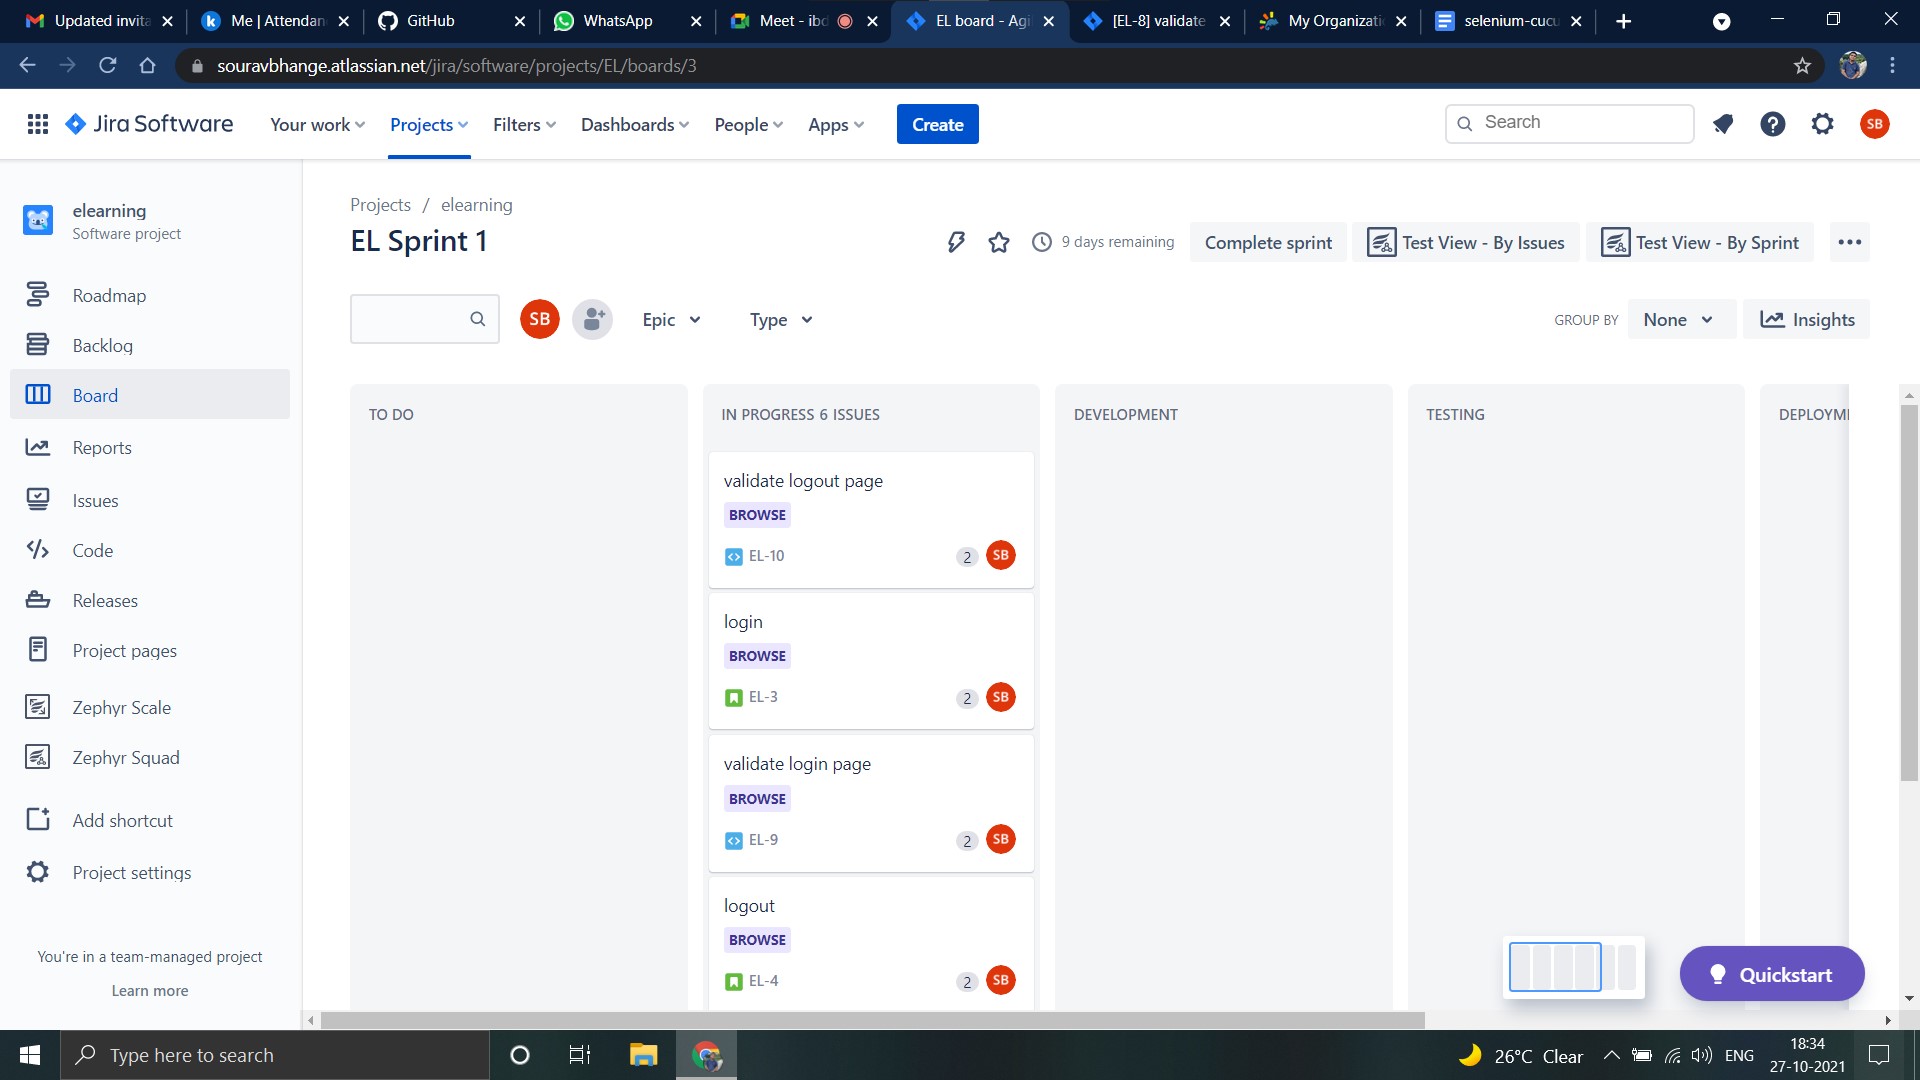 Updated invita
Me | Attendan
GitHub
WhatsApp
Meet - ibd
EL board - Agi
[EL-8] validate
My Organizati
selenium-cucu
souravbhange.atlassian.net/jira/software/projects/EL/boards/3
Jira Software
Your work
Projects
Filters
Dashboards
People
Apps
Create
Search
SB
elearning
Software project
Roadmap
Backlog
Board
Reports
Issues
Code
Releases
Project pages
Zephyr Scale
Zephyr Squad
Add shortcut
Project settings
You're in a team-managed project
Learn more
Projects / elearning
EL Sprint 1
9 days remaining
Complete sprint
Test View - By Issues
Test View - By Sprint
SB
Epic
Type
GROUP BY
None
Insights
TO DO
IN PROGRESS 6 ISSUES
DEVELOPMENT
TESTING
DEPLOYM
validate logout page
BROWSE
EL-10
2
SB
login
BROWSE
EL-3
2
SB
validate login page
BROWSE
EL-9
2
SB
logout
BROWSE
EL-4
2
SB
Quickstart
Type here to search
26°C Clear
ENG
18:34
27-10-2021